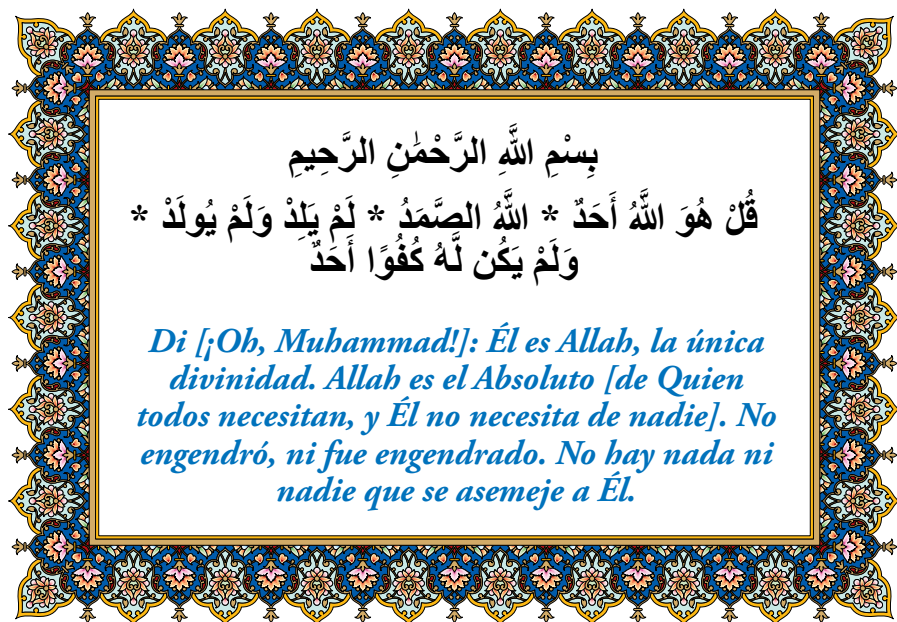 بِسْمِ اللَّهِ الرَّحْمَٰنِ الرَّحِيمِ
قُلْ هُوَ اللَّهُ أَحَدٌ * اللَّهُ الصَّمَدُ * لَمْ يَلِدْ وَلَمْ يُولَدْ *
وَلَمْ يَكُن لَّهُ كُفُوًا أَحَدٌ
Di [¡Oh, Muhammad!]: Él es Allah, la única
divinidad. Allah es el Absoluto [de Quien
todos necesitan, y Él no necesita de nadie]. No
engendró, ni fue engendrado. No hay nada ni
nadie que se asemeje a Él.